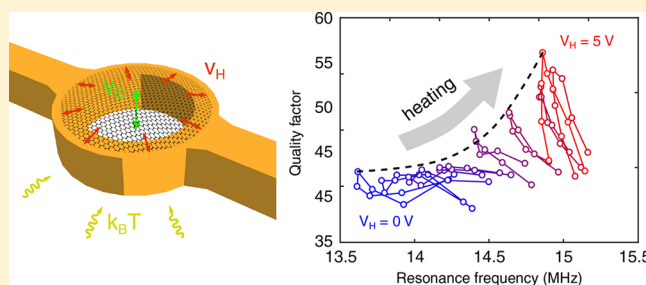 V_H
V_G
k_BT
Quality factor
60
55
50
45
45
35
heating
V_H = 5 V
V_H = 0 V
13.5
14
14.5
15
15.5
Resonance frequency (MHz)